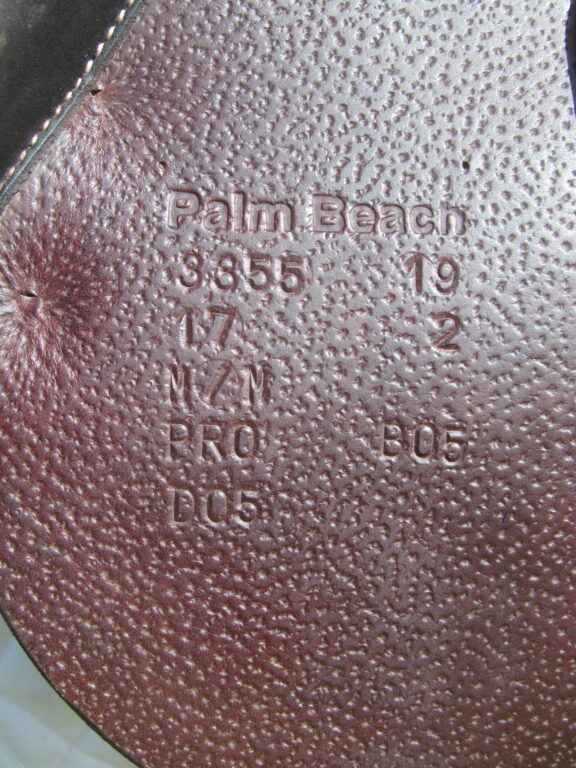 Palm Beach
3355 19
17 2
M/M
PRO B05
D05